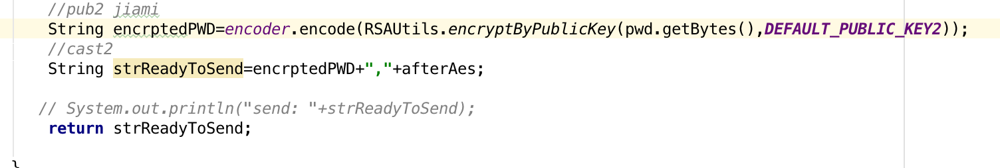 //pub2 jiami
String encrptedPWD=encoder.encode(RSAUtils.encryptByPublicKey(pwd.getBytes(),DEFAULT_PUBLIC_KEY2));
//cast2
String strReadyToSend=encrptedPWD+","+afterAes;
// System.out.println("send: "+strReadyToSend);
return strReadyToSend;
}